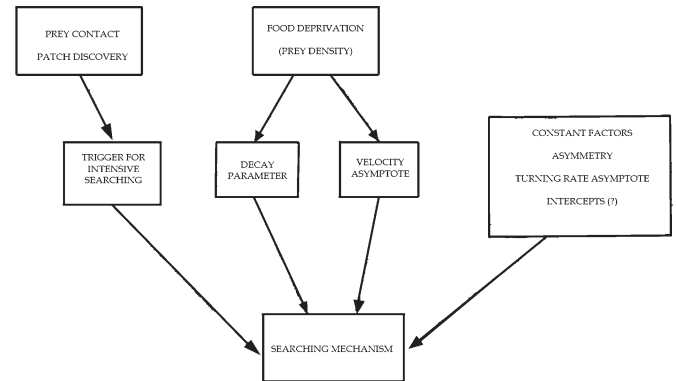 PREY CONTACT
PATCH DISCOVERY
FOOD DEPRIVATION
(PREY DENSITY)
TRIGGER FOR
INTENSIVE
SEARCHING
DECAY
PARAMETER
VELOCITY
ASYMPTOTE
CONSTANT FACTORS
ASYMMETRY
TURNING RATE ASYMPTOTE
INTERCEPTS (?)
SEARCHING MECHANISM